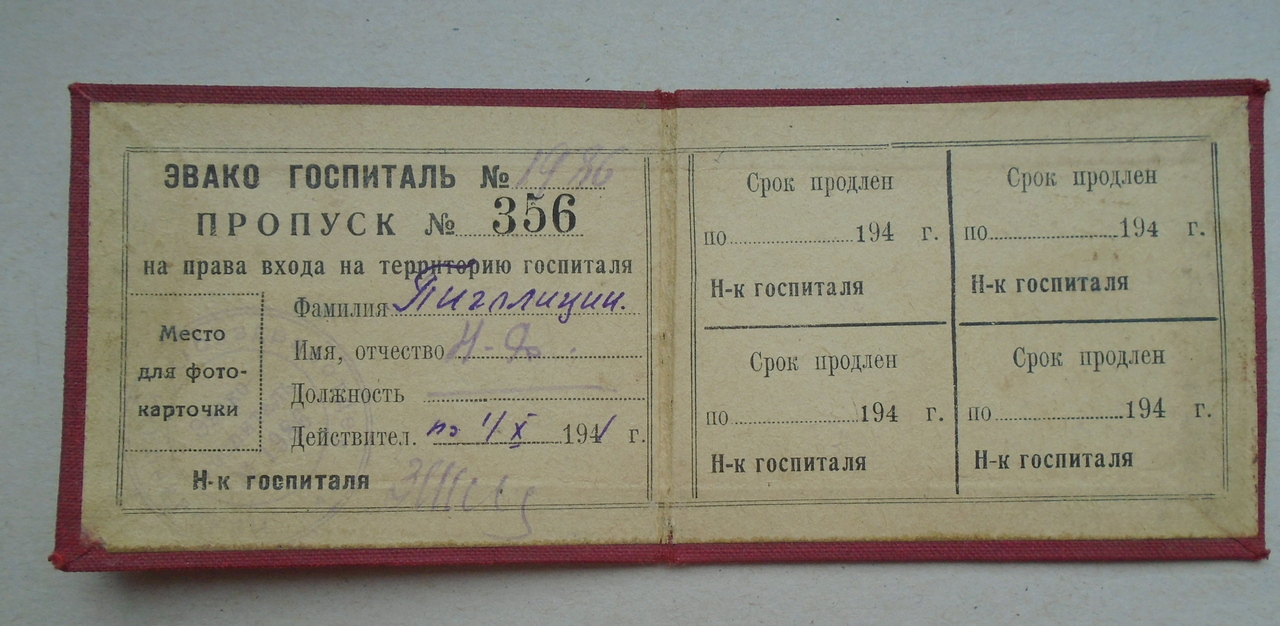 ЭВАКО ГОСПИТАЛЬ № 1986
ПРОПУСК № 356
на права входа на территорию госпиталя
Место
для фото-
карточки
Фамилия
Имя, отчество
Должность
Действител. по 1/X 1941 г.
Н-к госпиталя
Срок продлен
по 194 г.
Н-к госпиталя
Срок продлен
по 194 г.
Н-к госпиталя
Срок продлен
по 194 г.
Н-к госпиталя
Срок продлен
по 194 г.
Н-к госпиталя